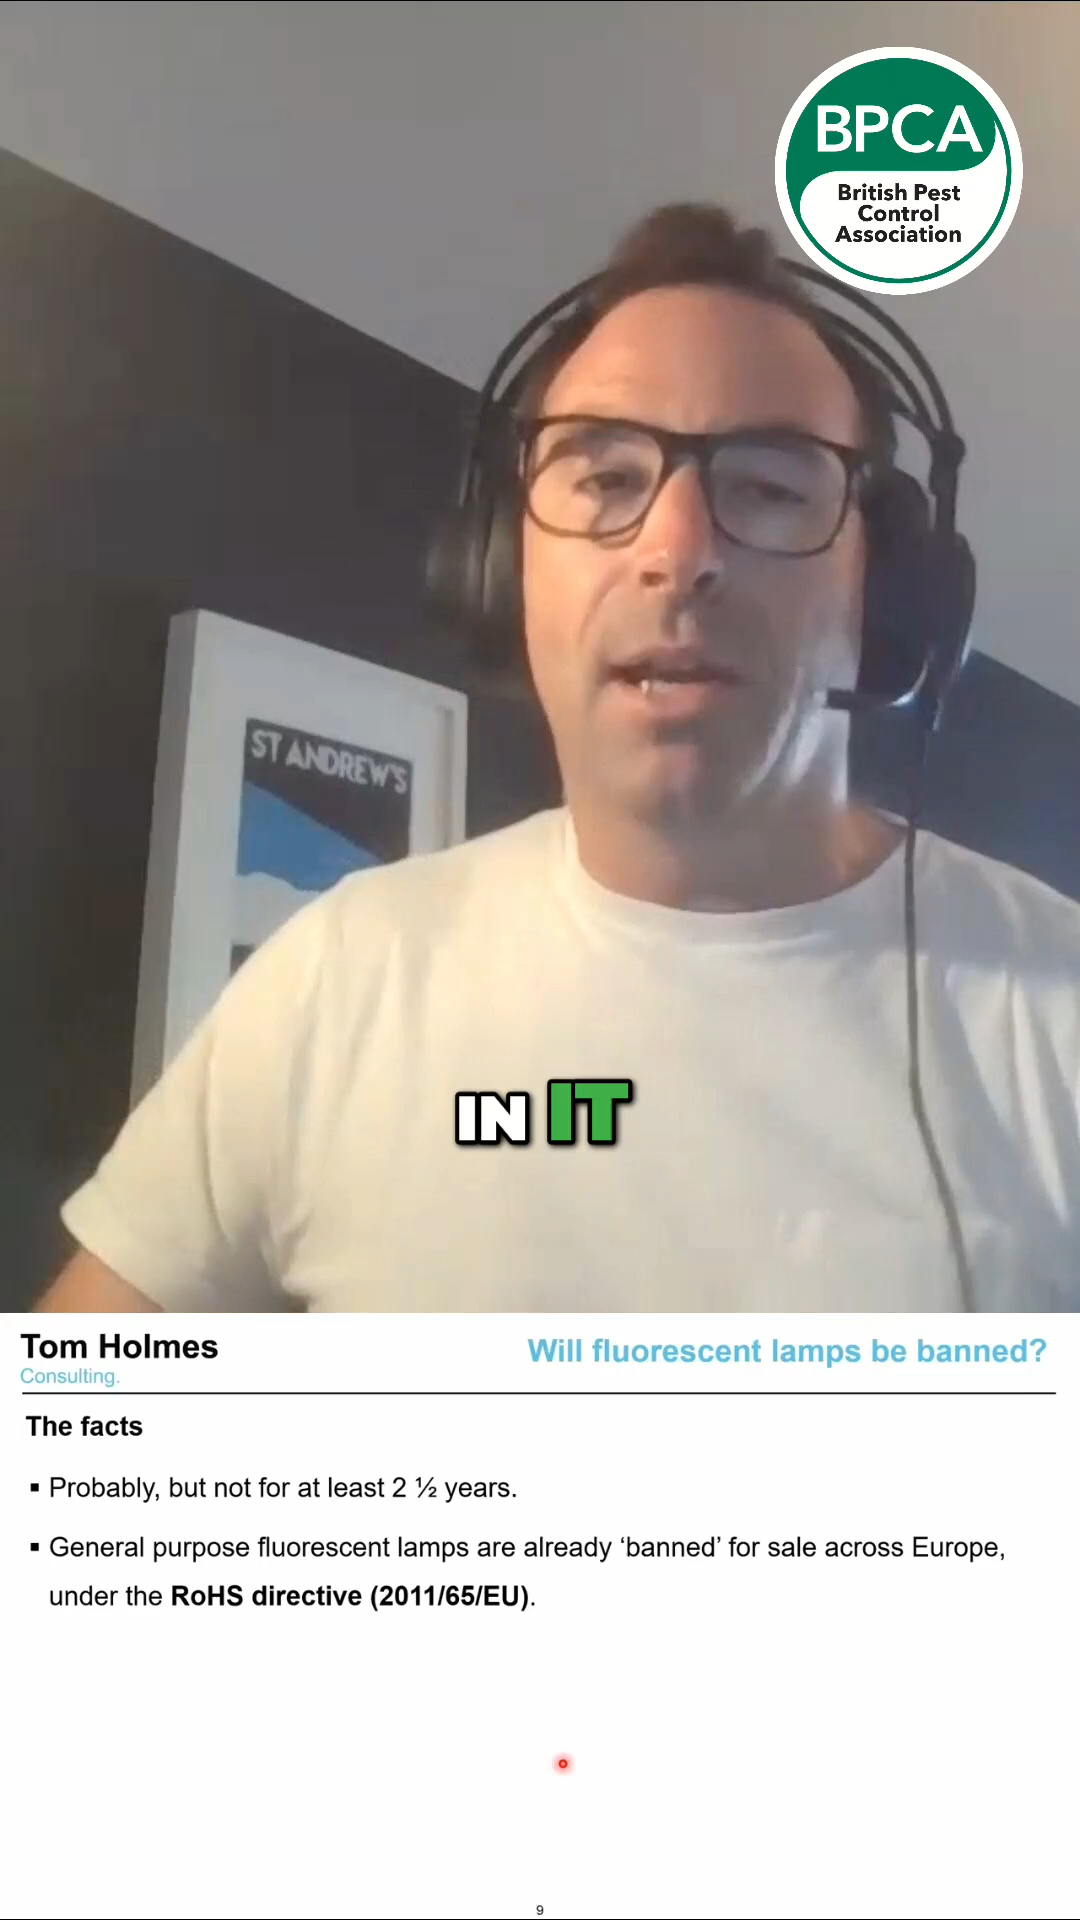 BPCA
British Pest
Control
Association
ST ANDREW'S
IN IT
Tom Holmes
Consulting.
Will fluorescent lamps be banned?
The facts
▪ Probably, but not for at least 2 ½ years.
▪ General purpose fluorescent lamps are already ‘banned’ for sale across Europe,
under the RoHS directive (2011/65/EU).
9